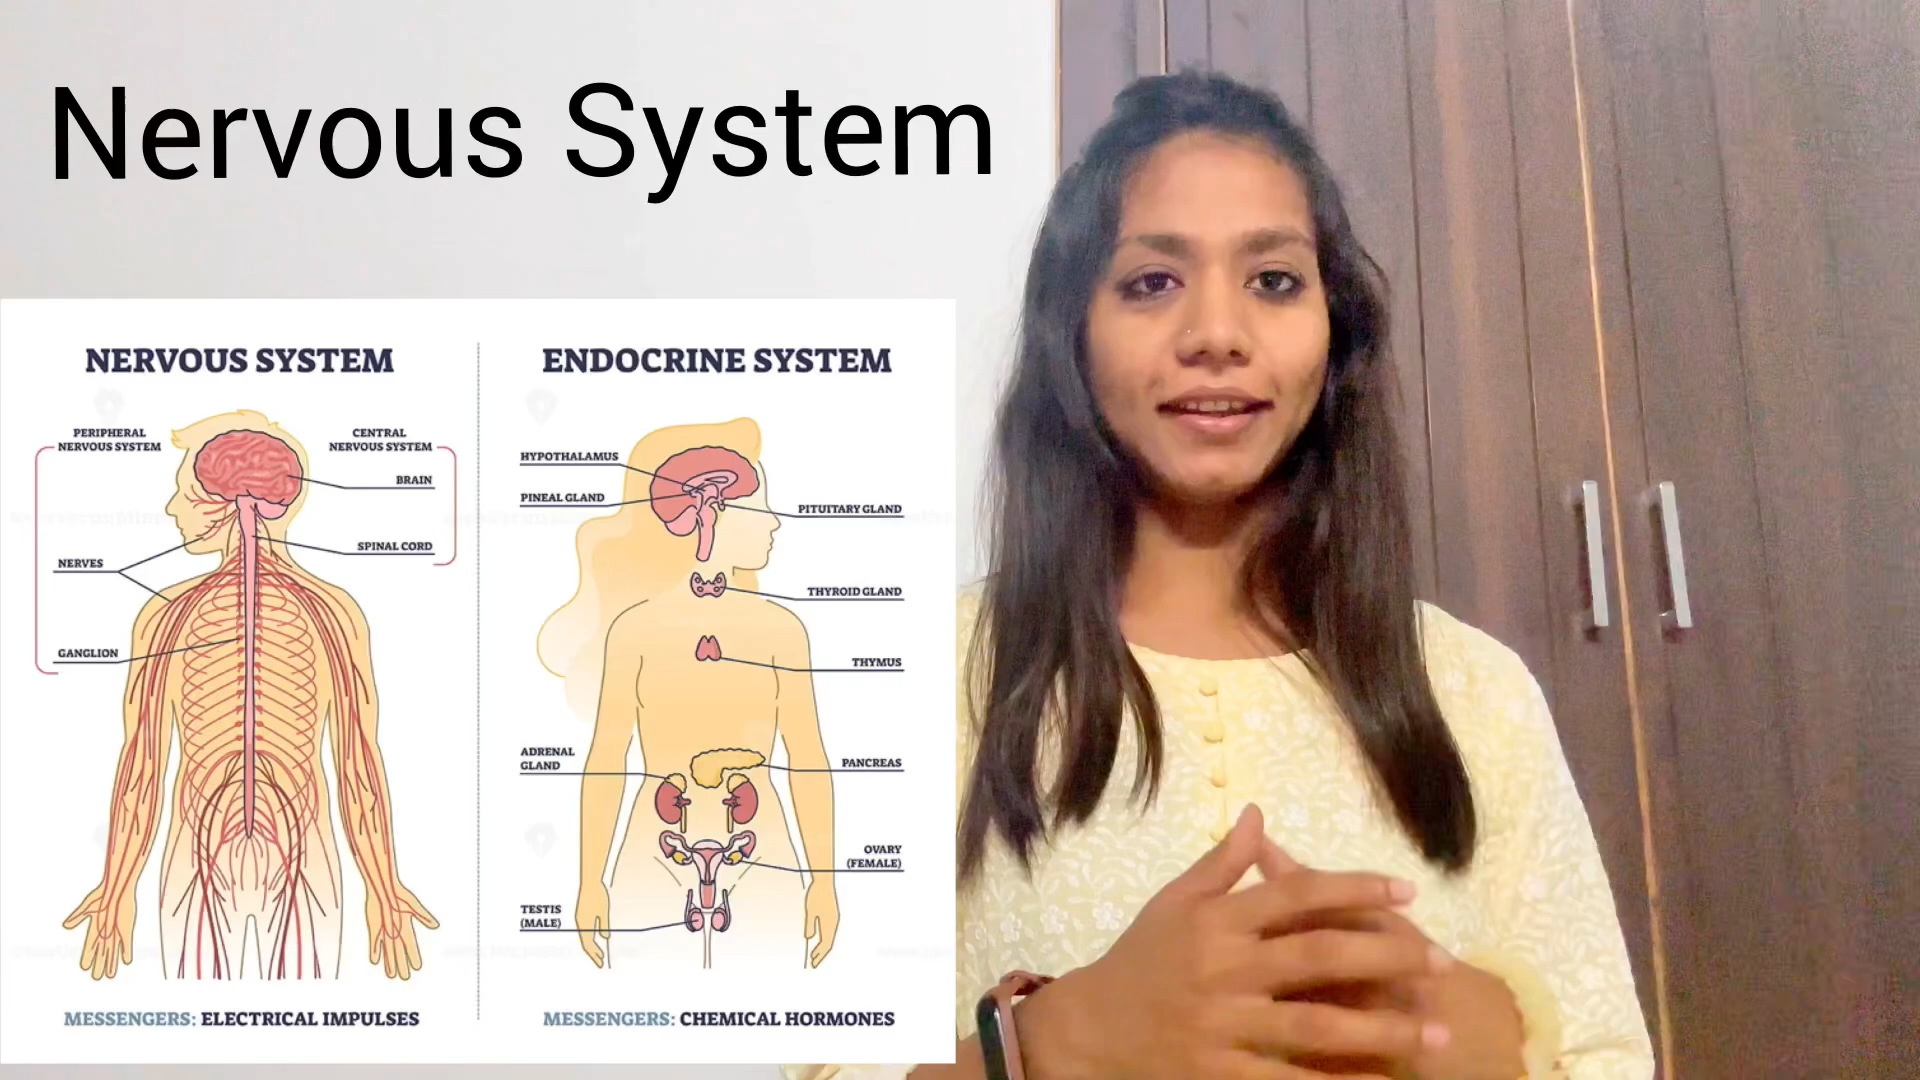 Nervous System
NERVOUS SYSTEM
PERIPHERAL
NERVOUS SYSTEM
CENTRAL
NERVOUS SYSTEM
BRAIN
SPINAL CORD
NERVES
GANGLION
MESSENGERS: ELECTRICAL IMPULSES
ENDOCRINE SYSTEM
HYPOTHALAMUS
PINEAL GLAND
PITUITARY GLAND
THYROID GLAND
THYMUS
ADRENAL
GLAND
PANCREAS
OVARY
(FEMALE)
TESTIS
(MALE)
MESSENGERS: CHEMICAL HORMONES